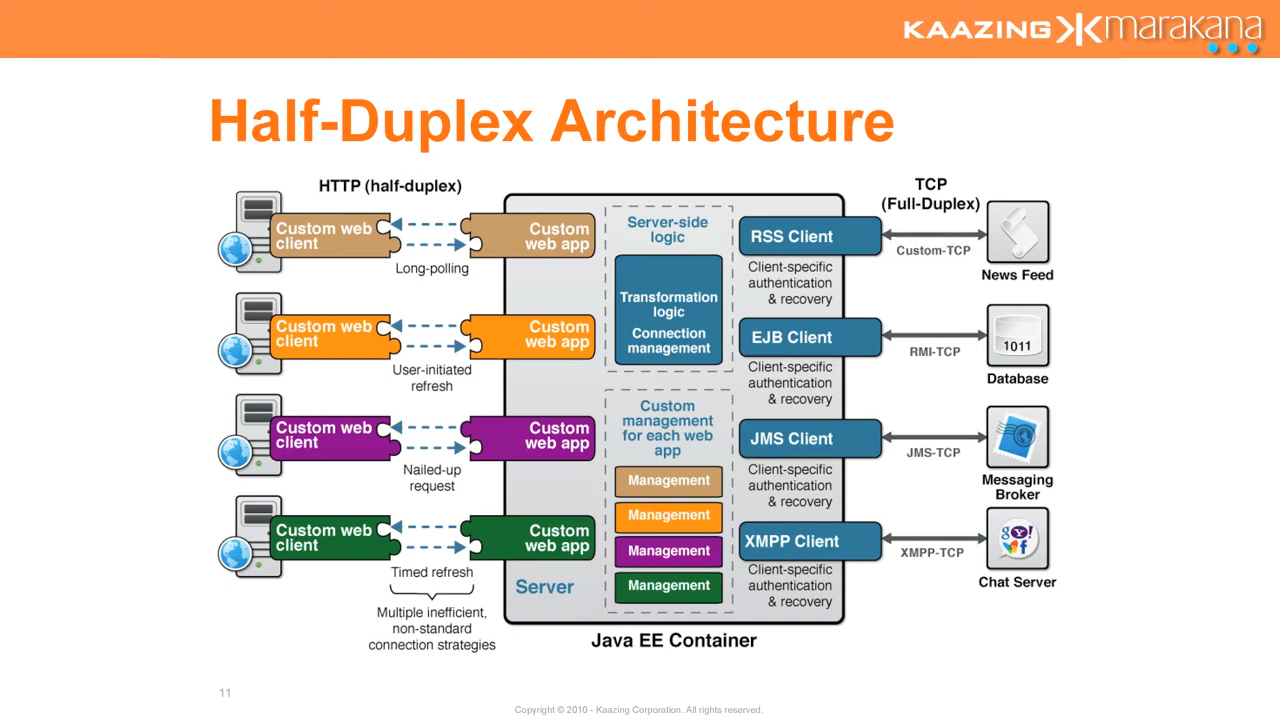 KAAZING marakana
Half-Duplex Architecture
HTTP (half-duplex)
TCP
(Full-Duplex)
Custom web
client
Long-polling
Custom
web app
Server-side
logic
Transformation
logic
Connection
management
RSS Client
Client-specific
authentication
& recovery
Custom-TCP
News Feed
Custom web
client
User-initiated
refresh
Custom
web app
EJB Client
Client-specific
authentication
& recovery
RMI-TCP
1011
Database
Custom web
client
Nailed-up
request
Custom
web app
Custom
management
for each web
app
Management
Management
Management
Management
JMS Client
Client-specific
authentication
& recovery
JMS-TCP
Messaging
Broker
Custom web
client
Timed refresh
Custom
web app
XMPP Client
Client-specific
authentication
& recovery
XMPP-TCP
g Y!
f
Chat Server
Server
Multiple inefficient,
non-standard
connection strategies
Java EE Container
11
Copyright © 2010 - Kaazing Corporation. All rights reserved.